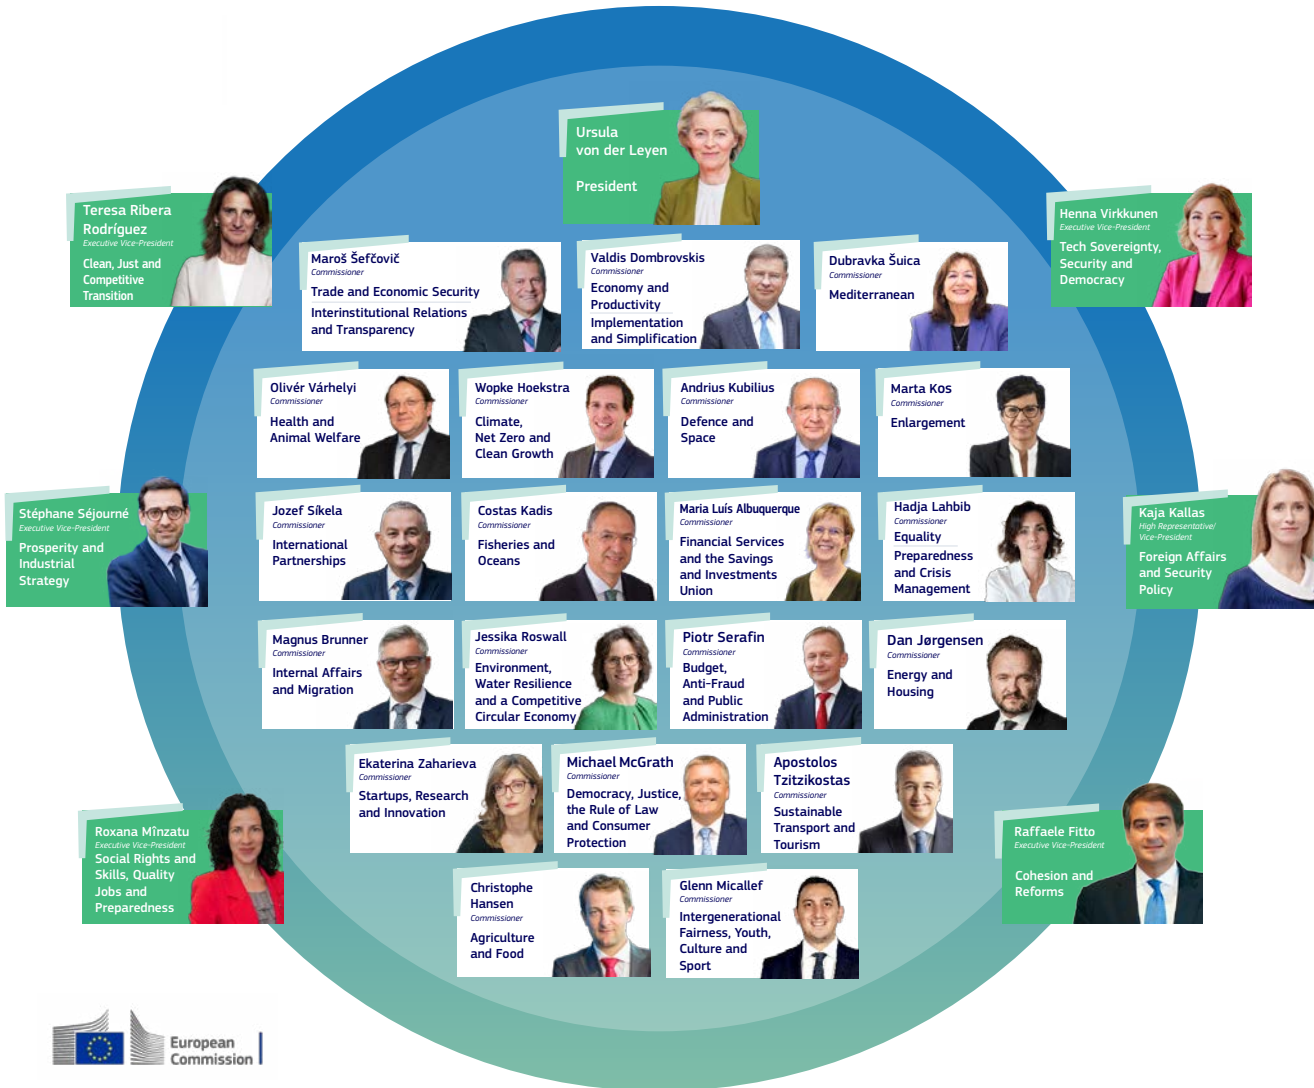 Ursula
von der Leyen
President
Teresa Ribera
Rodríguez
Executive Vice-President
Clean, Just and
Competitive
Transition
Henna Virkkunen
Executive Vice-President
Tech Sovereignty,
Security and
Democracy
Maroš Šefčovič
Commissioner
Trade and Economic Security
Interinstitutional Relations
and Transparency
Valdis Dombrovskis
Commissioner
Economy and
Productivity
Implementation
and Simplification
Dubravka Šuica
Commissioner
Mediterranean
Olivér Várhelyi
Commissioner
Health and
Animal Welfare
Wopke Hoekstra
Commissioner
Climate,
Net Zero and
Clean Growth
Andrius Kubilius
Commissioner
Defence and
Space
Marta Kos
Commissioner
Enlargement
Stéphane Séjourné
Executive Vice-President
Prosperity and
Industrial
Strategy
Jozef Síkela
Commissioner
International
Partnerships
Costas Kadis
Commissioner
Fisheries and
Oceans
Maria Luís Albuquerque
Commissioner
Financial Services
and the Savings
and Investments
Union
Hadja Lahbib
Commissioner
Equality
Preparedness
and Crisis
Management
Kaja Kallas
High Representative/
Vice-President
Foreign Affairs
and Security
Policy
Magnus Brunner
Commissioner
Internal Affairs
and Migration
Jessika Roswall
Commissioner
Environment,
Water Resilience
and a Competitive
Circular Economy
Piotr Serafin
Commissioner
Budget,
Anti-Fraud
and Public
Administration
Dan Jørgensen
Commissioner
Energy and
Housing
Ekaterina Zaharieva
Commissioner
Startups, Research
and Innovation
Michael McGrath
Commissioner
Democracy, Justice,
the Rule of Law
and Consumer
Protection
Apostolos
Tzitzikostas
Commissioner
Sustainable
Transport and
Tourism
Roxana Mînzatu
Executive Vice-President
Social Rights and
Skills, Quality
Jobs and
Preparedness
Raffaele Fitto
Executive Vice-President
Cohesion and
Reforms
Christophe
Hansen
Commissioner
Agriculture
and Food
Glenn Micallef
Commissioner
Intergenerational
Fairness, Youth,
Culture and
Sport
European
Commission